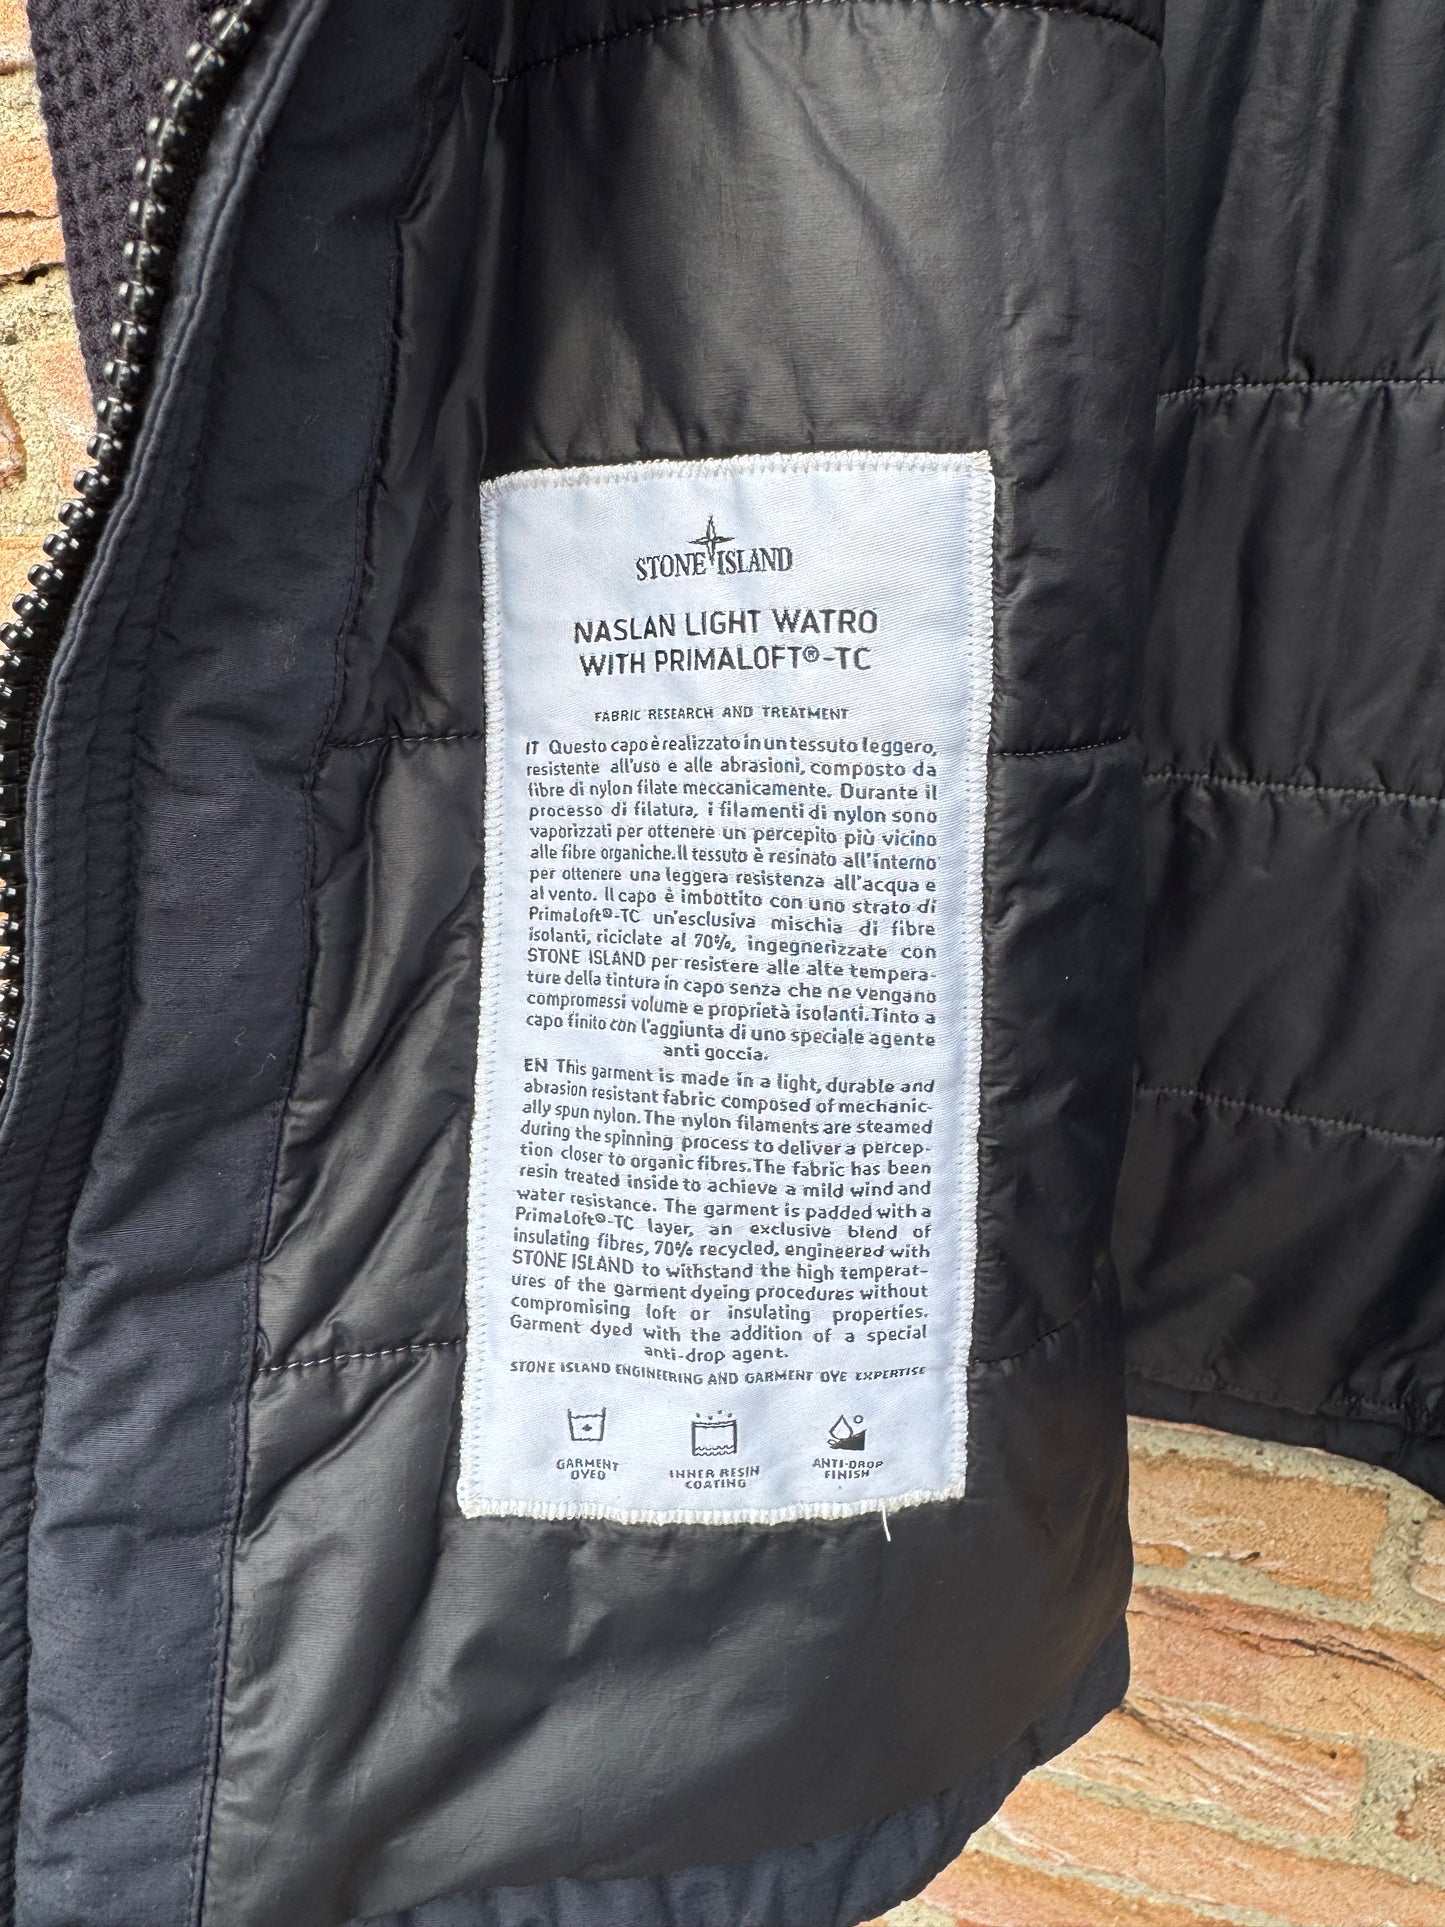 STONE ISLAND
NASLAN LIGHT WATRO
WITH PRIMALOFT®-TC
FABRIC RESEARCH AND TREATMENT
IT Questo capo è realizzato in un tessuto leggero,
resistente all'uso e alle abrasioni, composto da
fibre di nylon filate meccanicamente. Durante il
processo di filatura, i filamenti di nylon sono
vaporizzati per ottenere un percepito più vicino
alle fibre organiche. Il tessuto è resinato all'interno
per ottenere una leggera resistenza all'acqua e
al vento. Il capo è imbottito con uno strato di
PrimaLoft®-TC un'esclusiva mischia di fibre
isolanti, riciclate al 70%, ingegnerizzate con
STONE ISLAND per resistere alle alte tempera-
ture della tintura in capo senza che ne vengano
compromessi volume e proprietà isolanti. Tinto a
capo finito con l'aggiunta di uno speciale agente
anti goccia.
EN This garment is made in a light, durable and
abrasion resistant fabric composed of mechanic-
ally spun nylon. The nylon filaments are steamed
during the spinning process to deliver a percep-
tion closer to organic fibres. The fabric has been
resin treated inside to achieve a mild wind and
water resistance. The garment is padded with a
PrimaLoft®-TC layer, an exclusive blend of
insulating fibres, 70% recycled, engineered with
STONE ISLAND to withstand the high temperat-
ures of the garment dyeing procedures without
compromising loft or insulating properties.
Garment dyed with the addition of a special
anti-drop agent.
STONE ISLAND ENGINEERING AND GARMENT DYE EXPERTISE
GARMENT
DYED
INNER RESIN
COATING
ANTI-DROP
FINISH